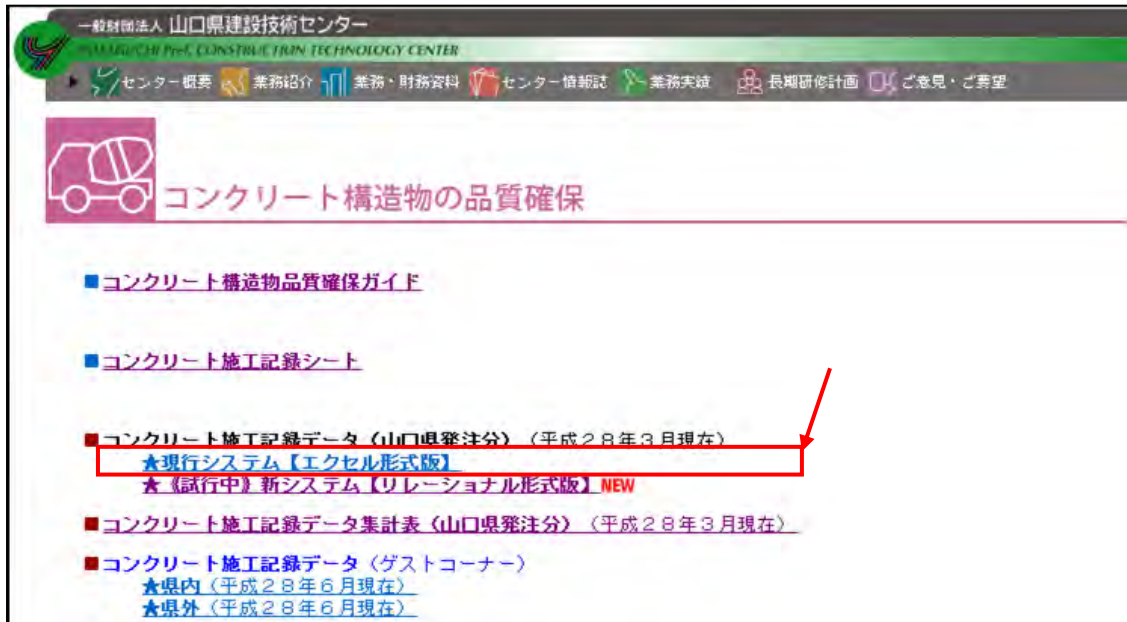 一般財団法人 山口県建設技術センター
YAMAGUCHI Pref. CONSTRUCTION TECHNOLOGY CENTER
センター概要 業務紹介 業務・財務資料 センター情報誌 業務実績 長期研修計画 ご意見・ご要望
コンクリート構造物の品質確保
■コンクリート構造物品質確保ガイド
■コンクリート施工記録シート
■コンクリート施工記録データ(山口県発注分)(平成28年3月現在)
★現行システム【エクセル形式版】
★《試行中》新システム【リレーショナル形式版】NEW
■コンクリート施工記録データ集計表(山口県発注分)(平成28年3月現在)
■コンクリート施工記録データ(ゲストコーナー)
★県内(平成28年6月現在)
★県外(平成28年6月現在)